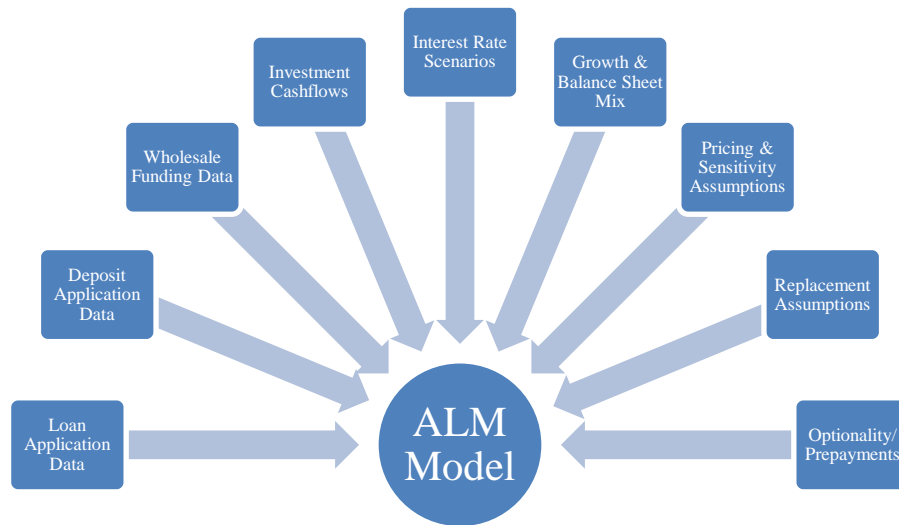 Loan
Application
Data
Deposit
Application
Data
Wholesale
Funding Data
Investment
Cashflows
Interest Rate
Scenarios
Growth &
Balance Sheet
Mix
Pricing &
Sensitivity
Assumptions
Replacement
Assumptions
Optionality/
Prepayments
ALM
Model